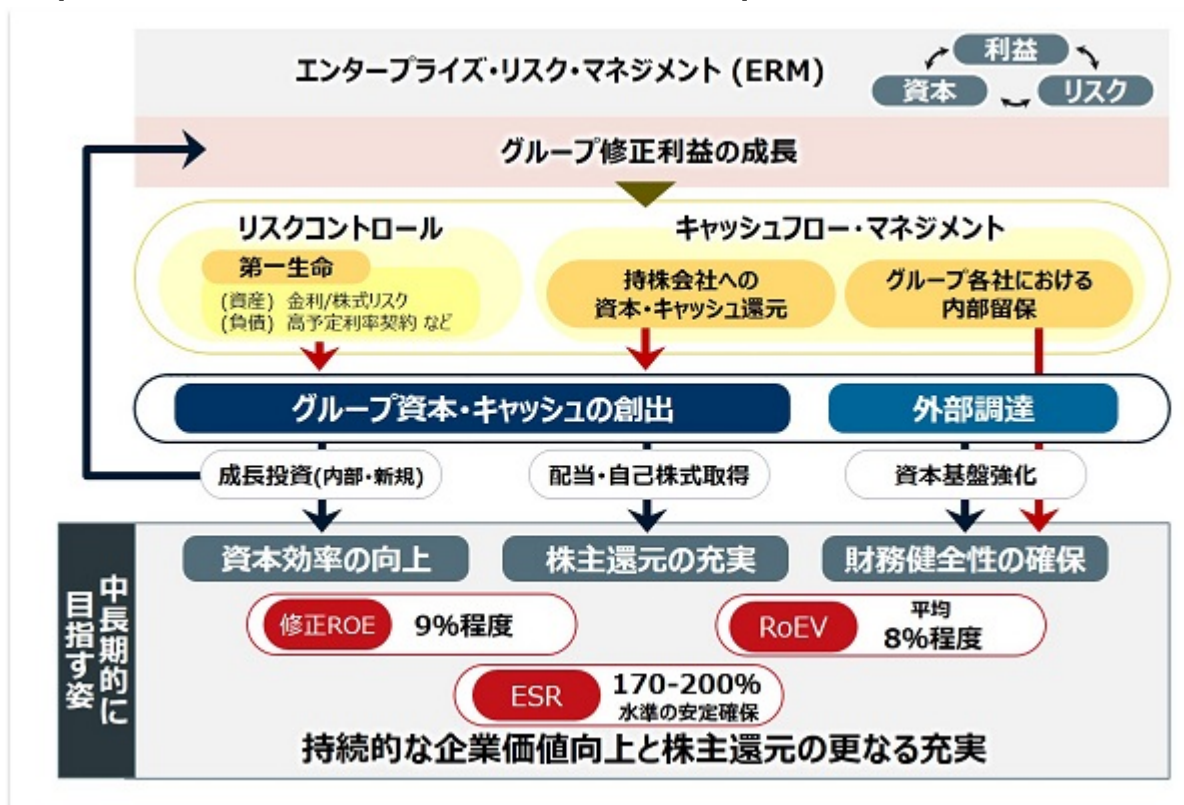 エンタープライズ・リスク・マネジメント (ERM)
利益
資本
リスク
グループ修正利益の成長
リスクコントロール
キャッシュフロー・マネジメント
第一生命
(資産) 金利/株式リスク
(負債) 高予定利率契約 など
持株会社への
資本・キャッシュ還元
グループ各社における
内部留保
グループ資本・キャッシュの創出
外部調達
成長投資(内部・新規)
配当・自己株式取得
資本基盤強化
中長期的に
目指す姿
資本効率の向上
株主還元の充実
財務健全性の確保
修正ROE
9%程度
RoEV
平均
8%程度
ESR
170-200%
水準の安定確保
持続的な企業価値向上と株主還元の更なる充実